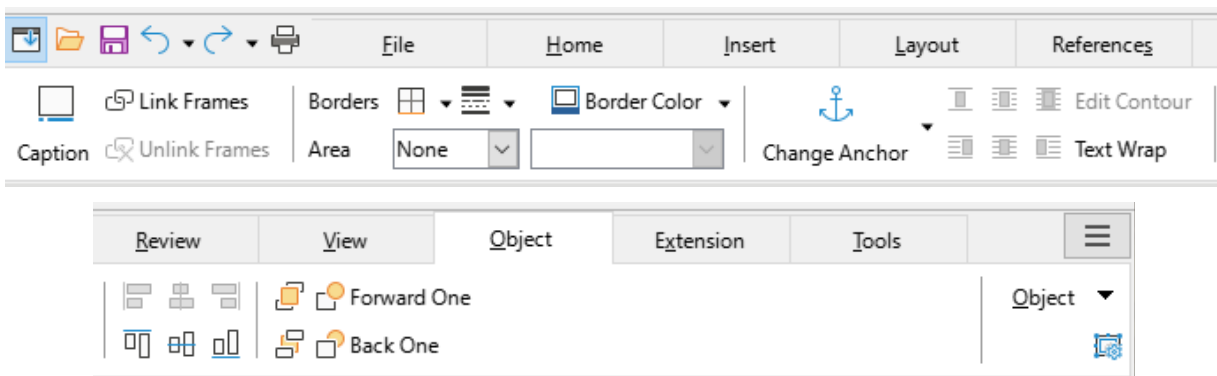 File Home Insert Layout References
Link Frames Borders Border Color Edit Contour
Caption Unlink Frames Area None Change Anchor Text Wrap
Review View Object Extension Tools
Forward One Object
Back One